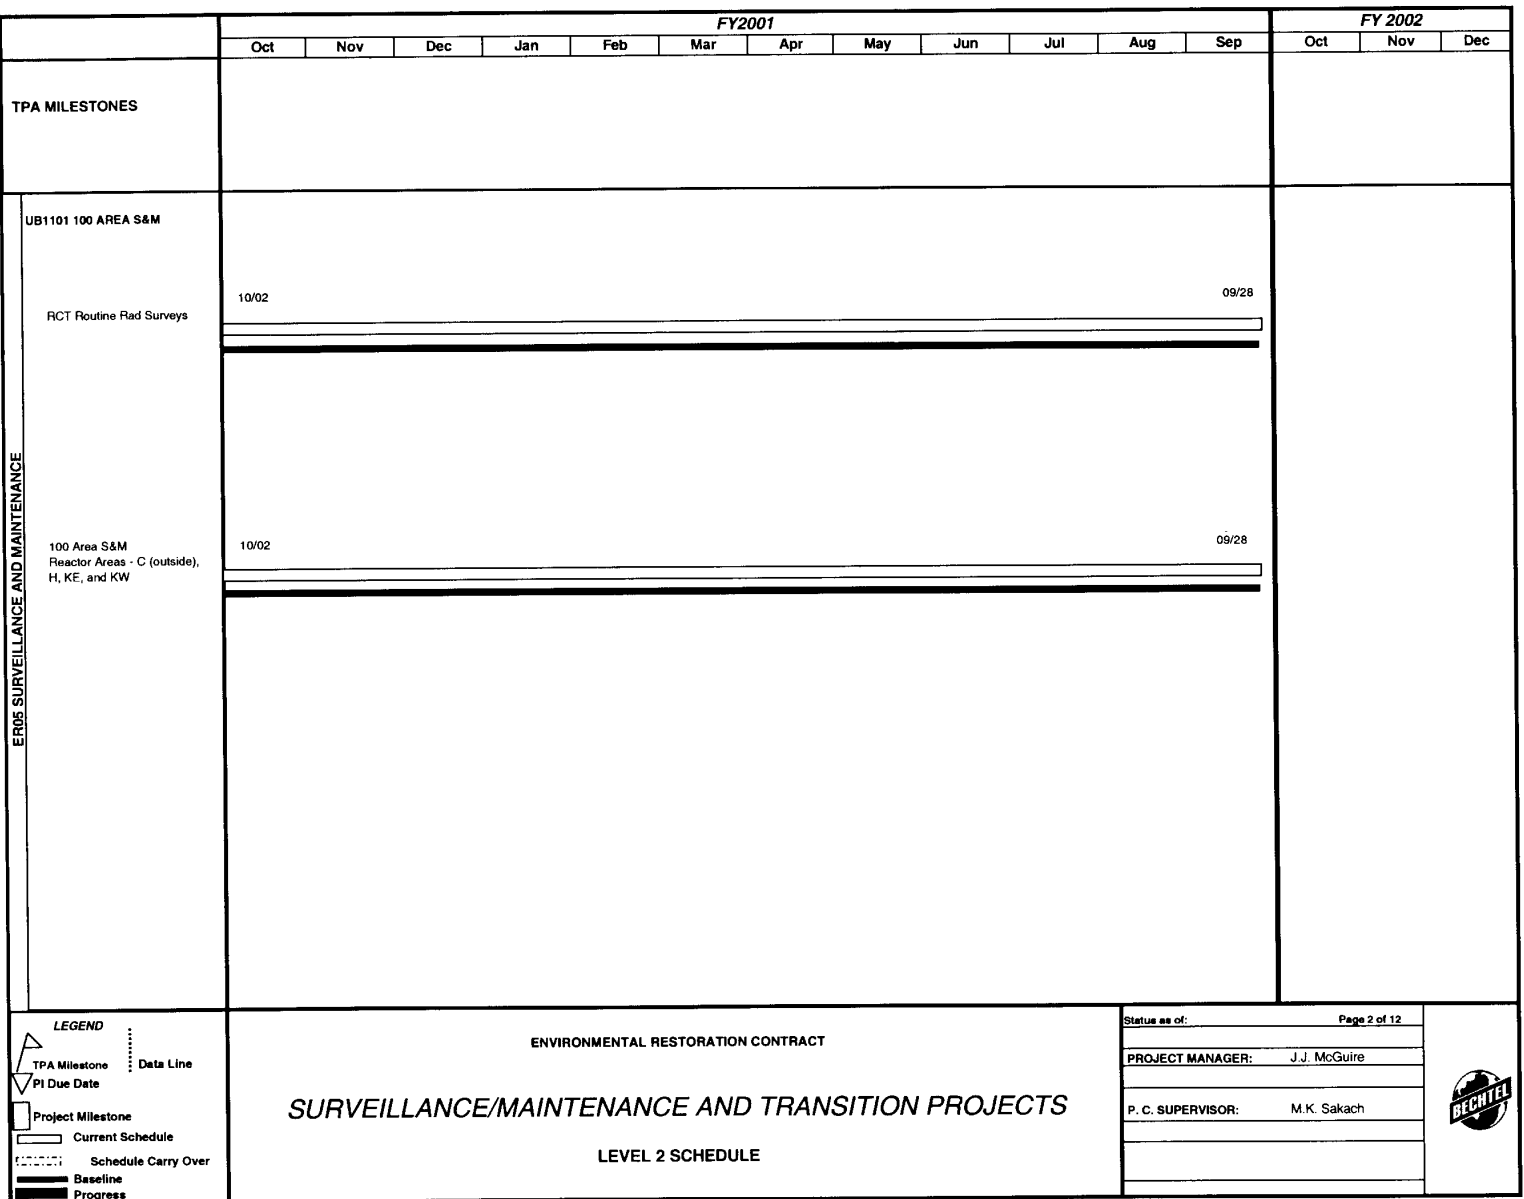 FY2001
FY 2002
Oct Nov Dec Jan Feb Mar Apr May Jun Jul Aug Sep Oct Nov Dec
TPA MILESTONES
ER05 SURVEILLANCE AND MAINTENANCE
UB1101 100 AREA S&M
RCT Routine Rad Surveys
10/02
09/28
100 Area S&M
Reactor Areas - C (outside),
H, KE, and KW
10/02
09/28
LEGEND
TPA Milestone
Data Line
PI Due Date
Project Milestone
Current Schedule
Schedule Carry Over
Baseline
Progress
ENVIRONMENTAL RESTORATION CONTRACT
SURVEILLANCE/MAINTENANCE AND TRANSITION PROJECTS
LEVEL 2 SCHEDULE
Status as of: Page 2 of 12
PROJECT MANAGER: J.J. McGuire
P. C. SUPERVISOR: M.K. Sakach
BECHTEL